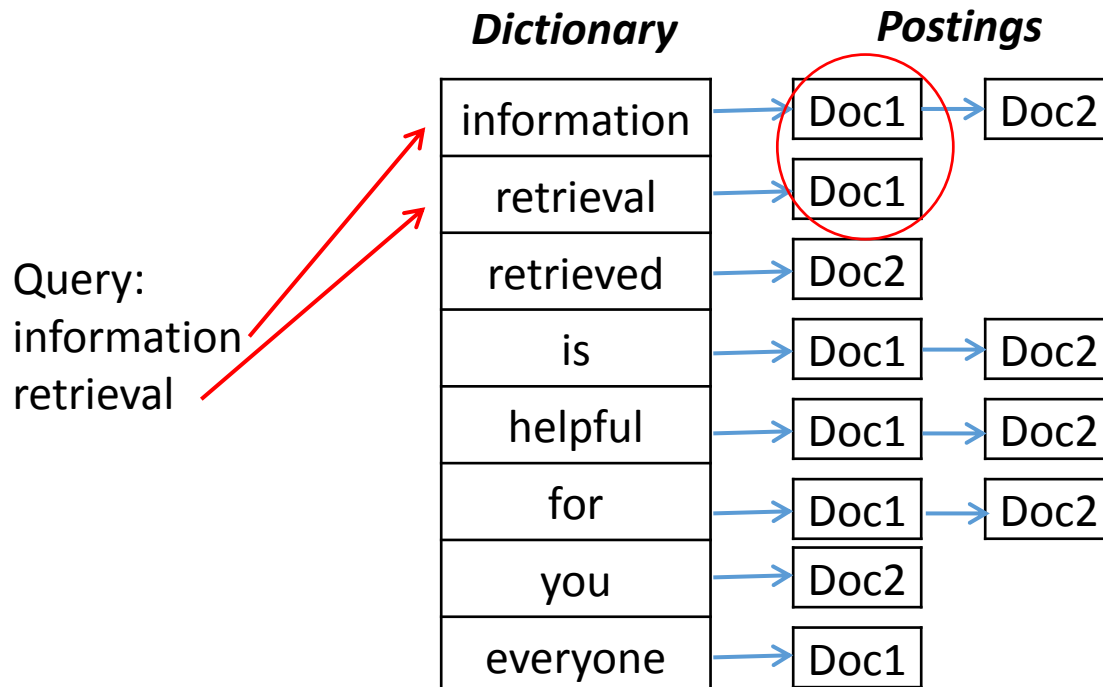 Dictionary Postings
information Doc1 Doc2
retrieval Doc1
retrieved Doc2
is Doc1 Doc2
helpful Doc1 Doc2
for Doc1 Doc2
you Doc2
everyone Doc1
Query:
information
retrieval